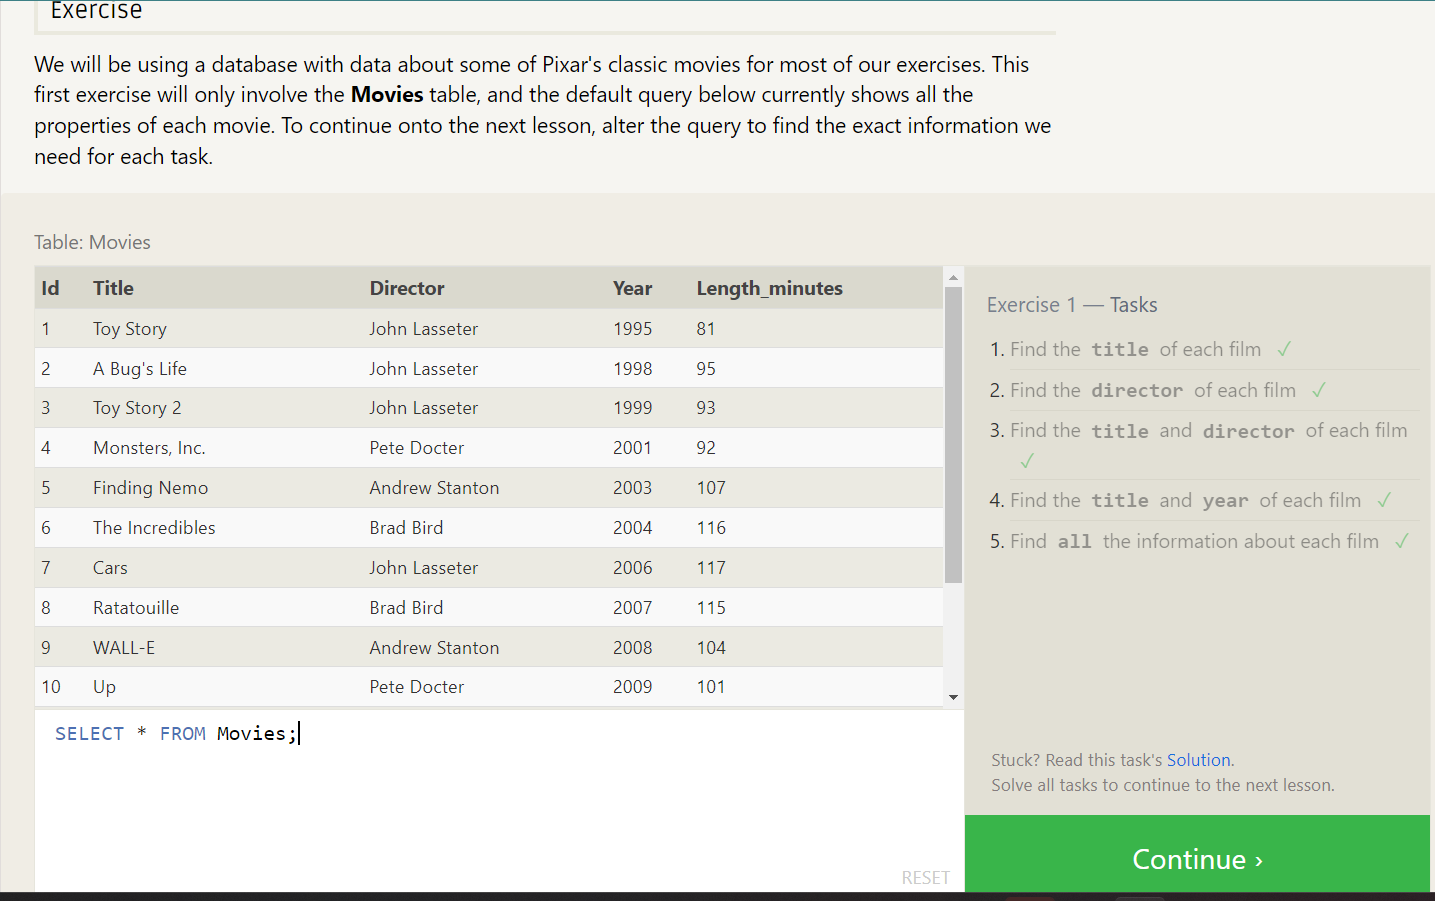 Exercise
We will be using a database with data about some of Pixar's classic movies for most of our exercises. This
first exercise will only involve the Movies table, and the default query below currently shows all the
properties of each movie. To continue onto the next lesson, alter the query to find the exact information we
need for each task.
Table: Movies
Id Title Director Year Length_minutes
1 Toy Story John Lasseter 1995 81
2 A Bug's Life John Lasseter 1998 95
3 Toy Story 2 John Lasseter 1999 93
4 Monsters, Inc. Pete Docter 2001 92
5 Finding Nemo Andrew Stanton 2003 107
6 The Incredibles Brad Bird 2004 116
7 Cars John Lasseter 2006 117
8 Ratatouille Brad Bird 2007 115
9 WALL-E Andrew Stanton 2008 104
10 Up Pete Docter 2009 101
SELECT * FROM Movies;
RESET
Exercise 1 — Tasks
1. Find the title of each film ✓
2. Find the director of each film ✓
3. Find the title and director of each film
✓
4. Find the title and year of each film ✓
5. Find all the information about each film ✓
Stuck? Read this task's Solution.
Solve all tasks to continue to the next lesson.
Continue ›